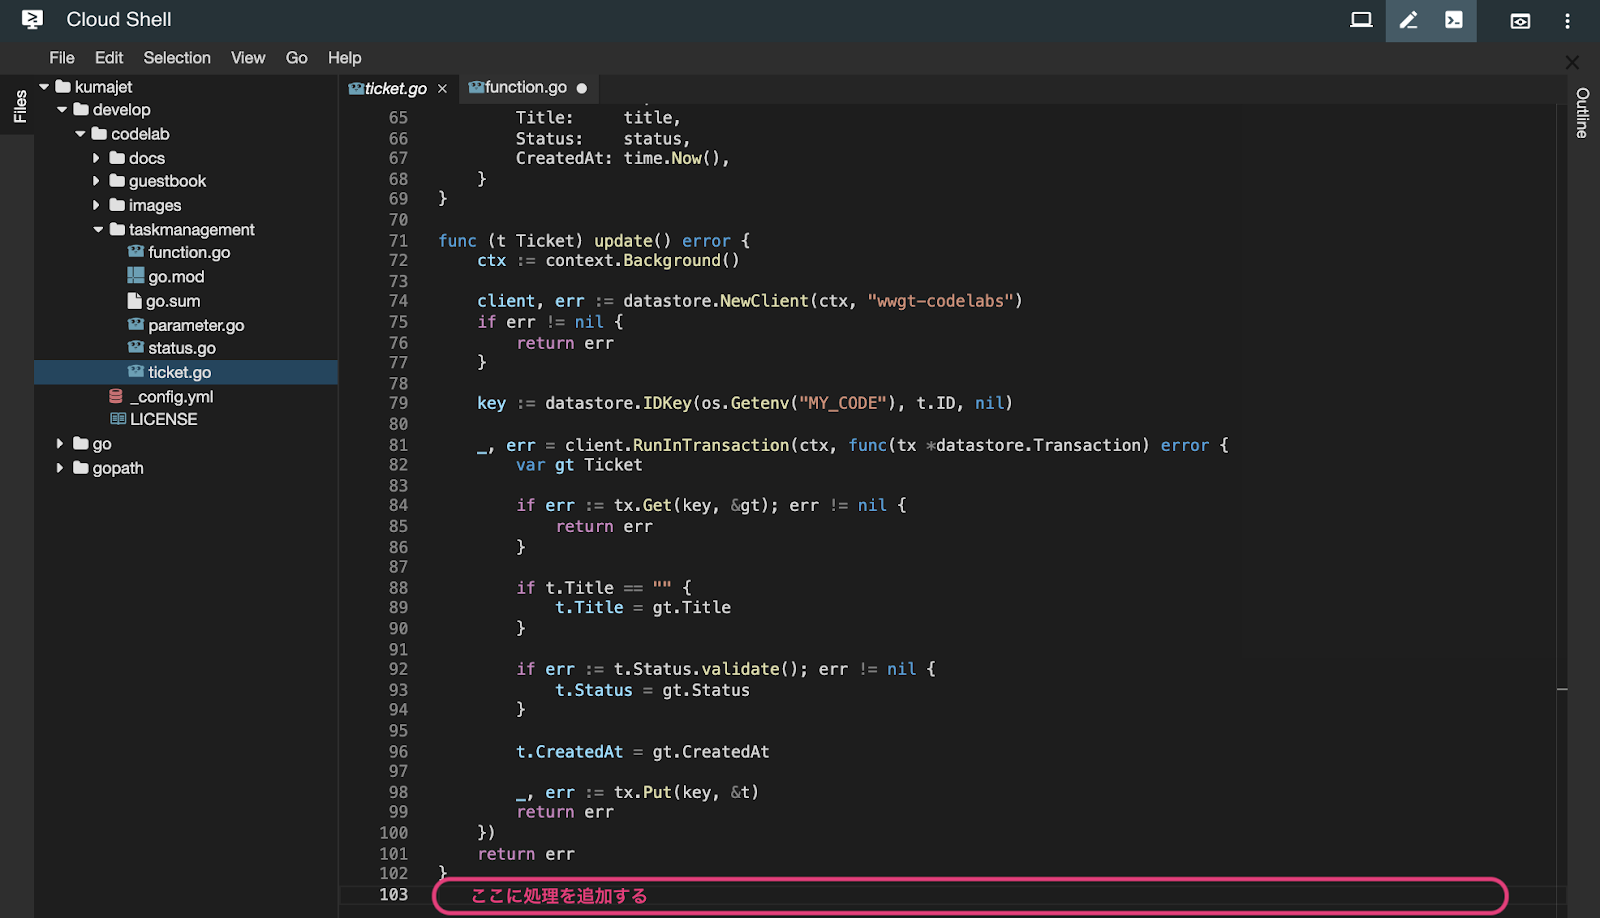 Cloud Shell
File Edit Selection View Go Help
Files
kumajet
develop
codelab
docs
guestbook
images
taskmanagement
function.go
go.mod
go.sum
parameter.go
status.go
ticket.go
_config.yml
LICENSE
go
gopath
ticket.go function.go
65 Title: title,
66 Status: status,
67 CreatedAt: time.Now(),
68 }
69 }
70
71 func (t Ticket) update() error {
72 ctx := context.Background()
73
74 client, err := datastore.NewClient(ctx, "wwgt-codelabs")
75 if err != nil {
76 return err
77 }
78
79 key := datastore.IDKey(os.Getenv("MY_CODE"), t.ID, nil)
80
81 _, err = client.RunInTransaction(ctx, func(tx *datastore.Transaction) error {
82 var gt Ticket
83
84 if err := tx.Get(key, &gt); err != nil {
85 return err
86 }
87
88 if t.Title == "" {
89 t.Title = gt.Title
90 }
91
92 if err := t.Status.validate(); err != nil {
93 t.Status = gt.Status
94 }
95
96 t.CreatedAt = gt.CreatedAt
97
98 _, err := tx.Put(key, &t)
99 return err
100 })
101 return err
102 }
103 ここに処理を追加する
Outline